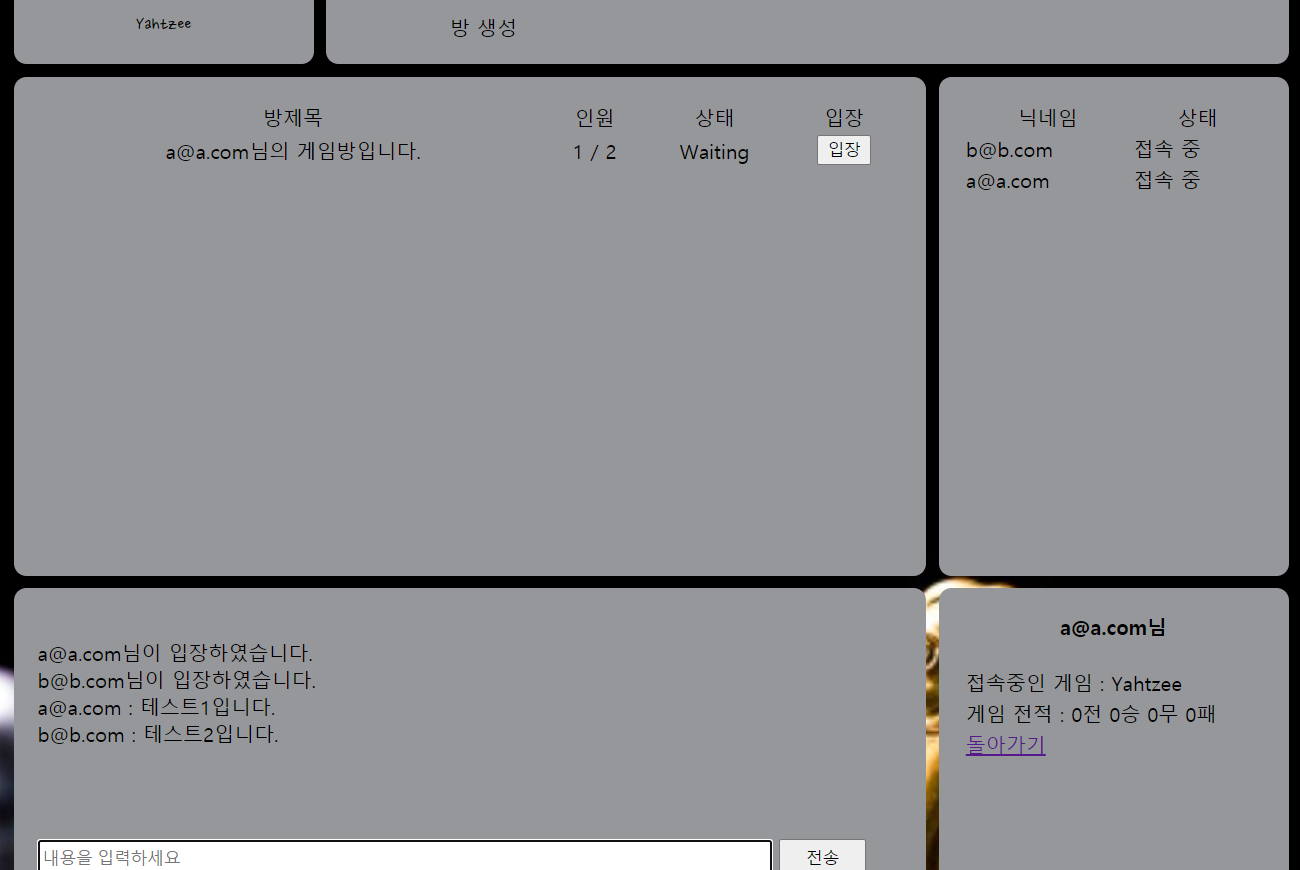 Yahtzee
방 생성
방제목 인원 상태 입장
a@a.com님의 게임방입니다. 1 / 2 Waiting 입장
닉네임 상태
b@b.com 접속 중
a@a.com 접속 중
a@a.com님이 입장하였습니다.
b@b.com님이 입장하였습니다.
a@a.com : 테스트1입니다.
b@b.com : 테스트2입니다.
내용을 입력하세요 전송
a@a.com님
접속중인 게임 : Yahtzee
게임 전적 : 0전 0승 0무 0패
돌아가기